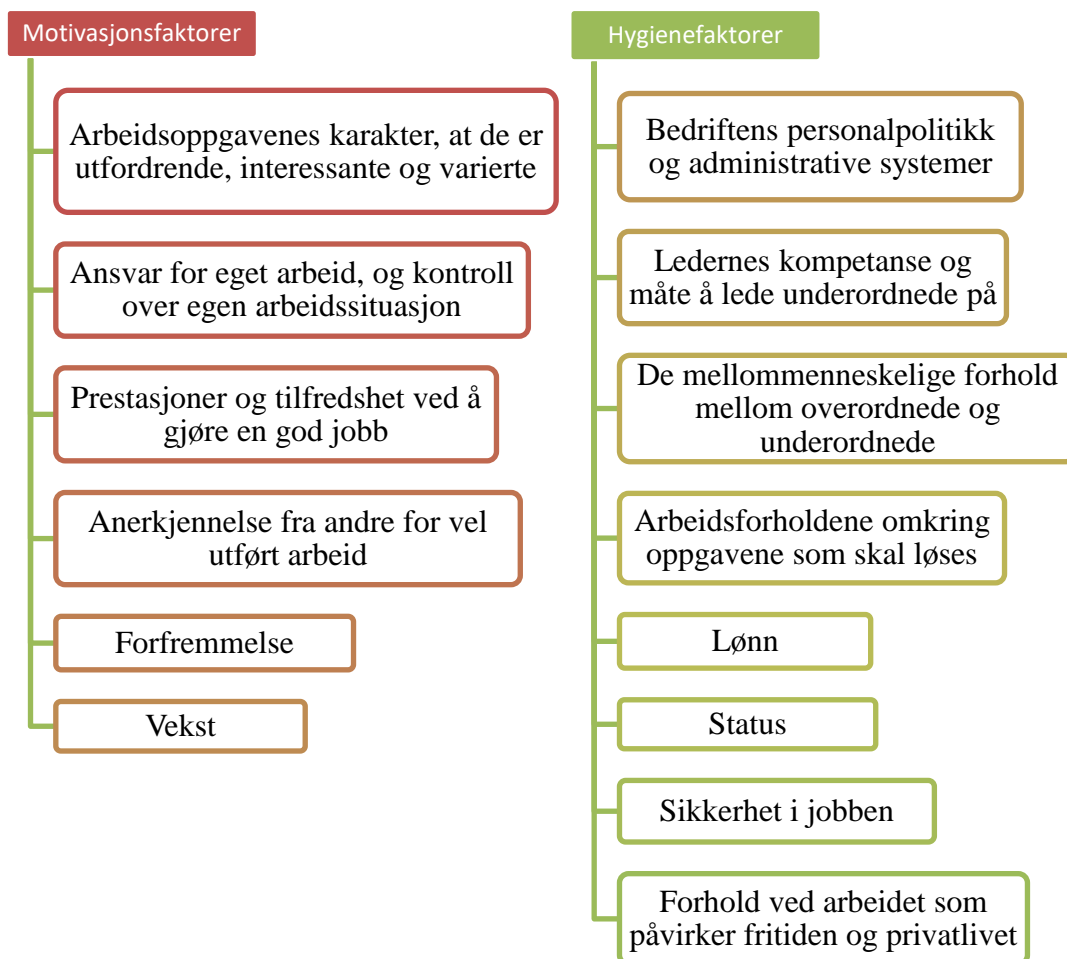 Motivasjonsfaktorer
Arbeidsoppgavenes karakter, at de er
utfordrende, interessante og varierte
Ansvar for eget arbeid, og kontroll
over egen arbeidssituasjon
Prestasjoner og tilfredshet ved å
gjøre en god jobb
Anerkjennelse fra andre for vel
utført arbeid
Forfremmelse
Vekst
Hygienefaktorer
Bedriftens personalpolitikk
og administrative systemer
Ledernes kompetanse og
måte å lede underordnede på
De mellommenneskelige forhold
mellom overordnede og
underordnede
Arbeidsforholdene omkring
oppgavene som skal løses
Lønn
Status
Sikkerhet i jobben
Forhold ved arbeidet som
påvirker fritiden og privatlivet